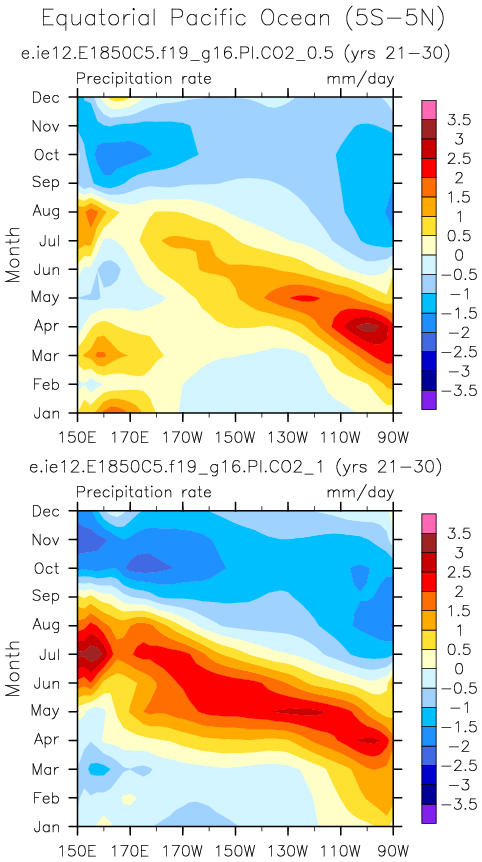 Equatorial Pacific Ocean (5S-5N)
e.ie12.E1850C5.f19_g16.PI.CO2_0.5 (yrs 21-30)
Precipitation rate mm/day
Dec
Nov
Oct
Sep
Aug
Jul
Jun
May
Apr
Mar
Feb
Jan
Month
150E 170E 170W 150W 130W 110W 90W
3.5
3
2.5
2
1.5
1
0.5
0
-0.5
-1
-1.5
-2
-2.5
-3
-3.5
e.ie12.E1850C5.f19_g16.PI.CO2_1 (yrs 21-30)
Precipitation rate mm/day
Dec
Nov
Oct
Sep
Aug
Jul
Jun
May
Apr
Mar
Feb
Jan
Month
150E 170E 170W 150W 130W 110W 90W
3.5
3
2.5
2
1.5
1
0.5
0
-0.5
-1
-1.5
-2
-2.5
-3
-3.5